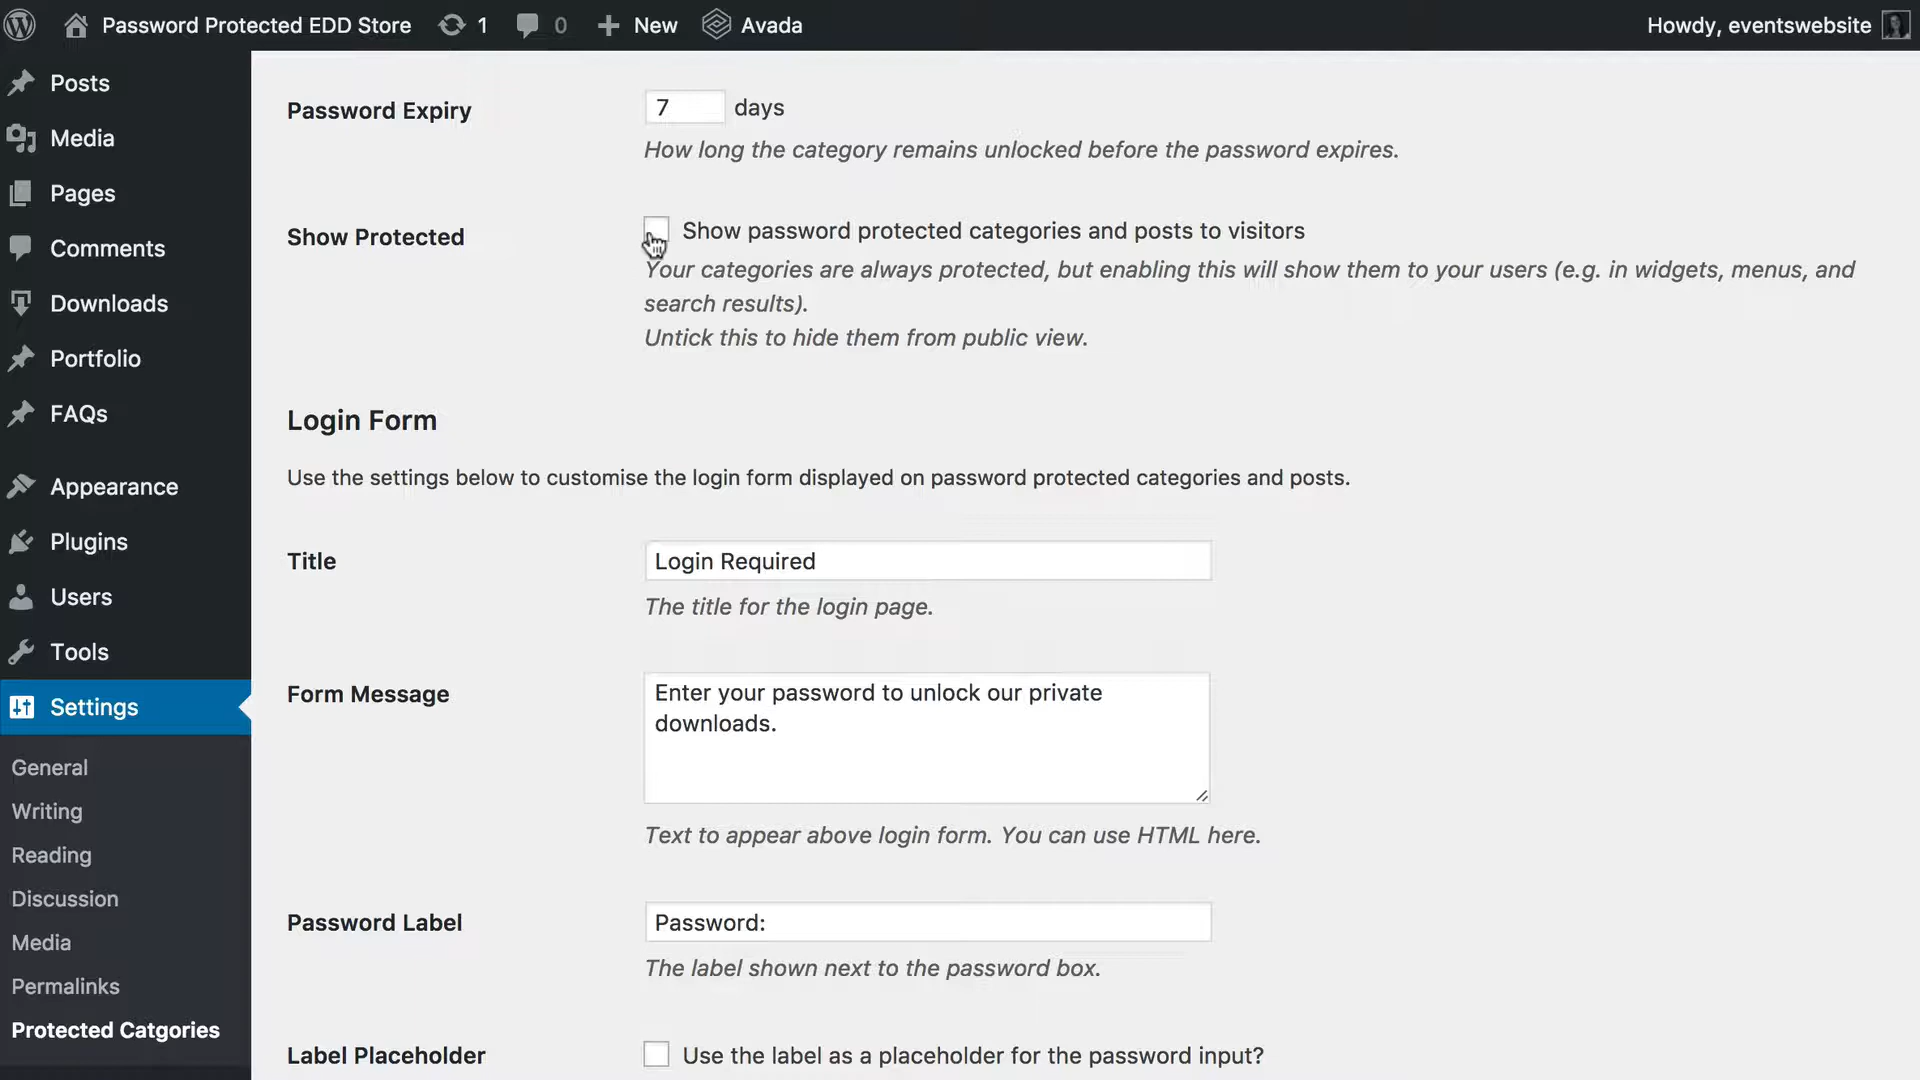 Password Protected EDD Store 1 0 New Avada Howdy, eventswebsite
Posts
Media
Pages
Comments
Downloads
Portfolio
FAQs
Appearance
Plugins
Users
Tools
Settings
General
Writing
Reading
Discussion
Media
Permalinks
Protected Catgories
Password Expiry 7 days
How long the category remains unlocked before the password expires.
Show Protected Show password protected categories and posts to visitors
Your categories are always protected, but enabling this will show them to your users (e.g. in widgets, menus, and
search results).
Untick this to hide them from public view.
Login Form
Use the settings below to customise the login form displayed on password protected categories and posts.
Title Login Required
The title for the login page.
Form Message Enter your password to unlock our private
downloads.
Text to appear above login form. You can use HTML here.
Password Label Password:
The label shown next to the password box.
Label Placeholder Use the label as a placeholder for the password input?